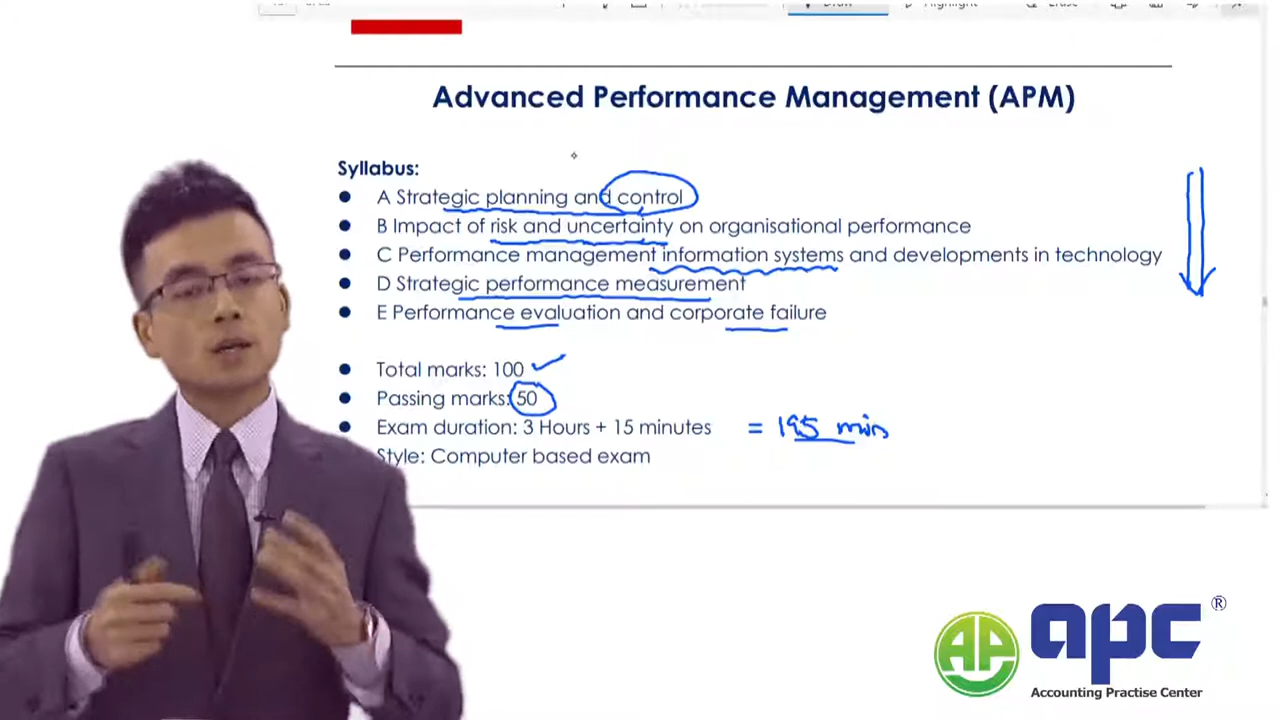 Advanced Performance Management (APM)
Syllabus:
A Strategic planning and control
B Impact of risk and uncertainty on organisational performance
C Performance management information systems and developments in technology
D Strategic performance measurement
E Performance evaluation and corporate failure
Total marks: 100
Passing marks: 50
Exam duration: 3 Hours + 15 minutes = 195 mins
Style: Computer based exam
AP apc ®
Accounting Practise Center